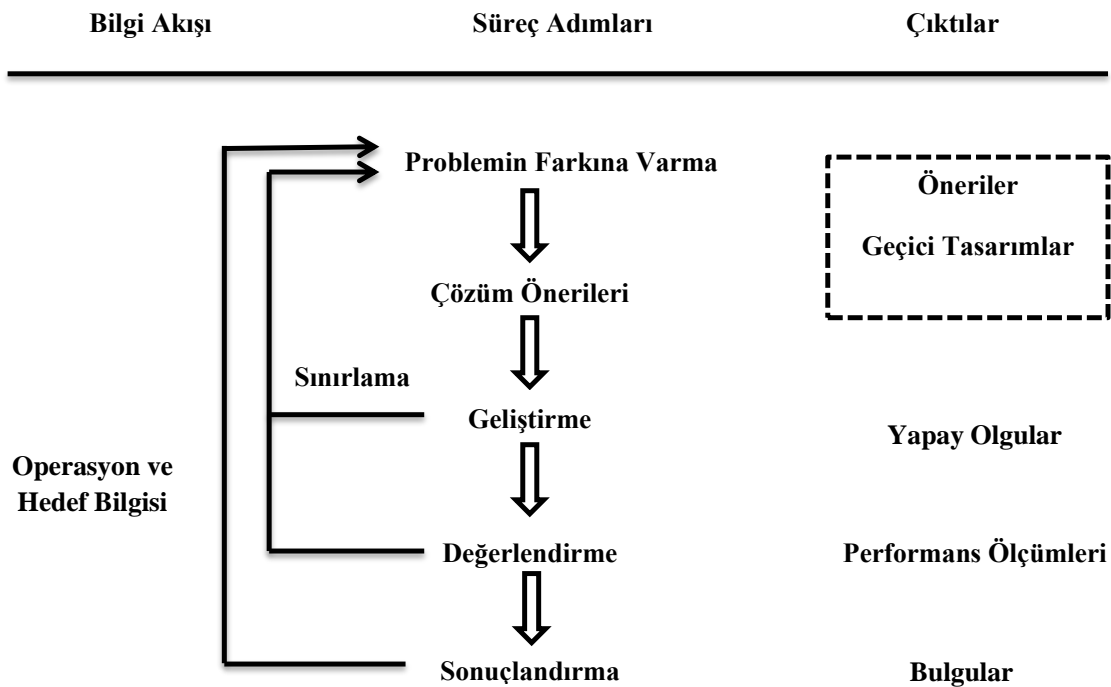 Bilgi Akışı
Süreç Adımları
Çıktılar
Problemin Farkına Varma
Öneriler
Geçici Tasarımlar
Çözüm Önerileri
Sınırlama
Geliştirme
Yapay Olgular
Operasyon ve
Hedef Bilgisi
Değerlendirme
Performans Ölçümleri
Sonuçlandırma
Bulgular